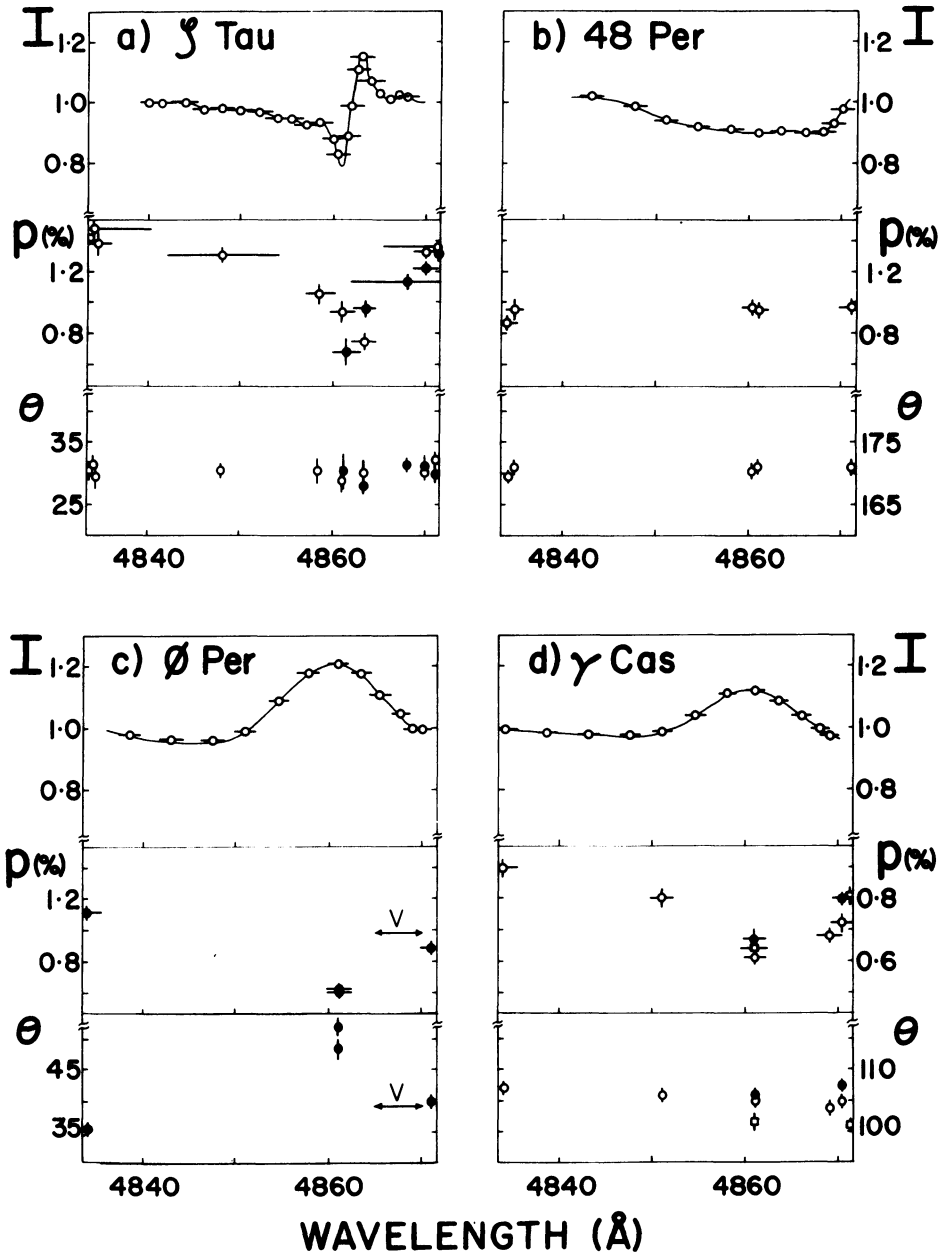 I 1·2 1·0 0·8
a) ζ Tau
P(%) 1·2 0·8
θ 35 25
4840 4860
b) 48 Per
I 1·2 1·0 0·8
P(%) 1·2 0·8
θ 175 165
4840 4860
I 1·2 1·0 0·8
c) Ø Per
P(%) 1·2 0·8
V
θ 45 35
V
4840 4860
d) γ Cas
I 1·2 1·0 0·8
P(%) 0·8 0·6
θ 110 100
4840 4860
WAVELENGTH (Å)